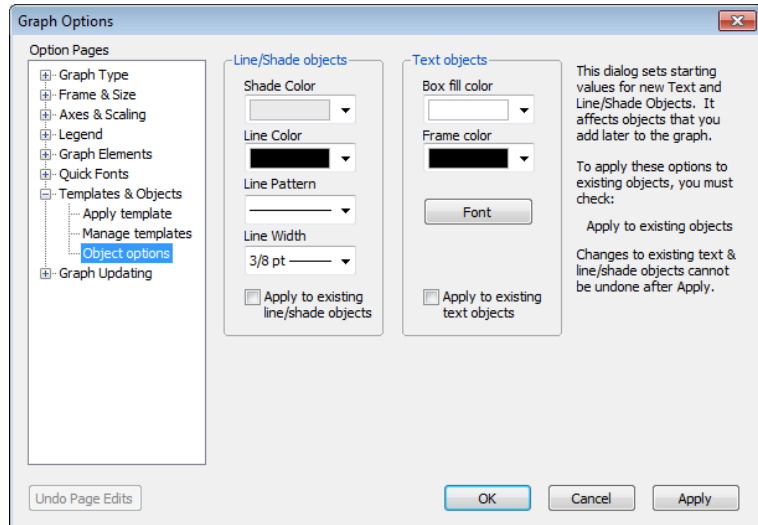 Graph Options
Option Pages
Graph Type
Frame & Size
Axes & Scaling
Legend
Graph Elements
Quick Fonts
Templates & Objects
Apply template
Manage templates
Object options
Graph Updating
Line/Shade objects
Shade Color
Line Color
Line Pattern
Line Width
3/8 pt
Apply to existing
line/shade objects
Text objects
Box fill color
Frame color
Font
Apply to existing
text objects
This dialog sets starting
values for new Text and
Line/Shade Objects. It
affects objects that you
add later to the graph.
To apply these options to
existing objects, you must
check:
Apply to existing objects
Changes to existing text &
line/shade objects cannot
be undone after Apply.
Undo Page Edits
OK
Cancel
Apply